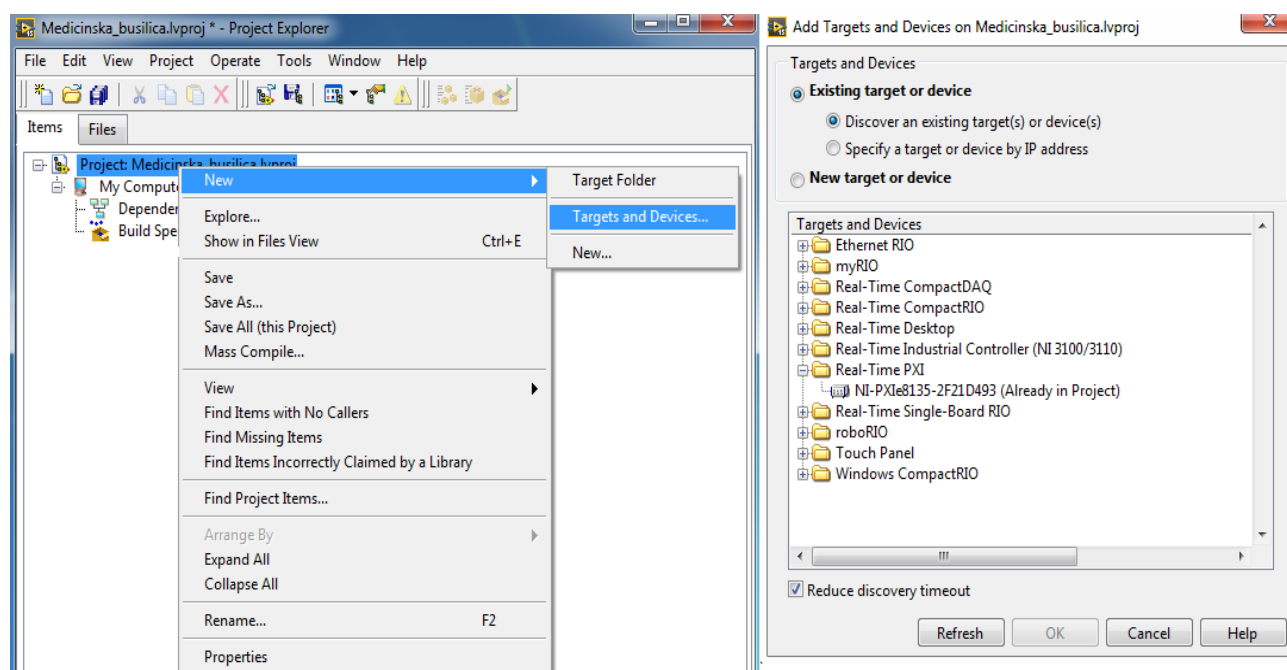 Medicinska_busilica.lvproj * - Project Explorer
File Edit View Project Operate Tools Window Help
Items Files
Project: Medicinska_busilica.lvproj
My Compute
Depender
Build Spe
New
Explore...
Show in Files View Ctrl+E
Save
Save As...
Save All (this Project)
Mass Compile...
View
Find Items with No Callers
Find Missing Items
Find Items Incorrectly Claimed by a Library
Find Project Items...
Arrange By
Expand All
Collapse All
Rename... F2
Properties
Target Folder
Targets and Devices...
New...
Add Targets and Devices on Medicinska_busilica.lvproj
Targets and Devices
Existing target or device
Discover an existing target(s) or device(s)
Specify a target or device by IP address
New target or device
Targets and Devices
Ethernet RIO
myRIO
Real-Time CompactDAQ
Real-Time CompactRIO
Real-Time Desktop
Real-Time Industrial Controller (NI 3100/3110)
Real-Time PXI
NI-PXIe8135-2F21D493 (Already in Project)
Real-Time Single-Board RIO
roboRIO
Touch Panel
Windows CompactRIO
Reduce discovery timeout
Refresh OK Cancel Help